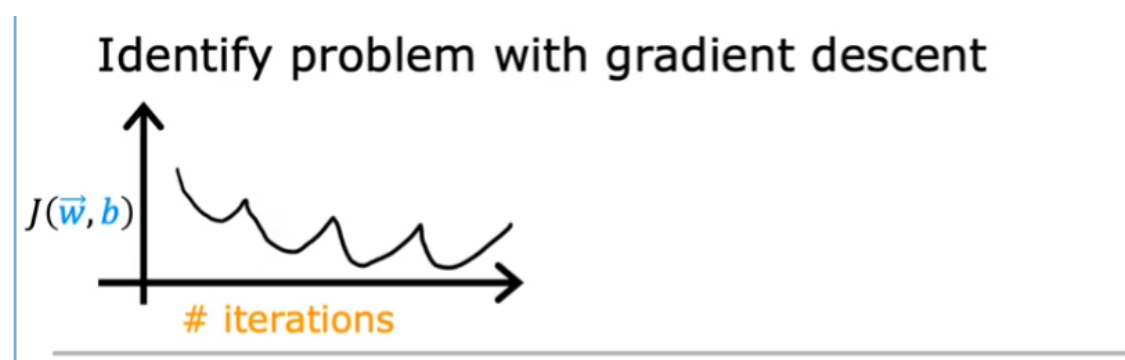 Identify problem with gradient descent
J(w⃗, b)
# iterations